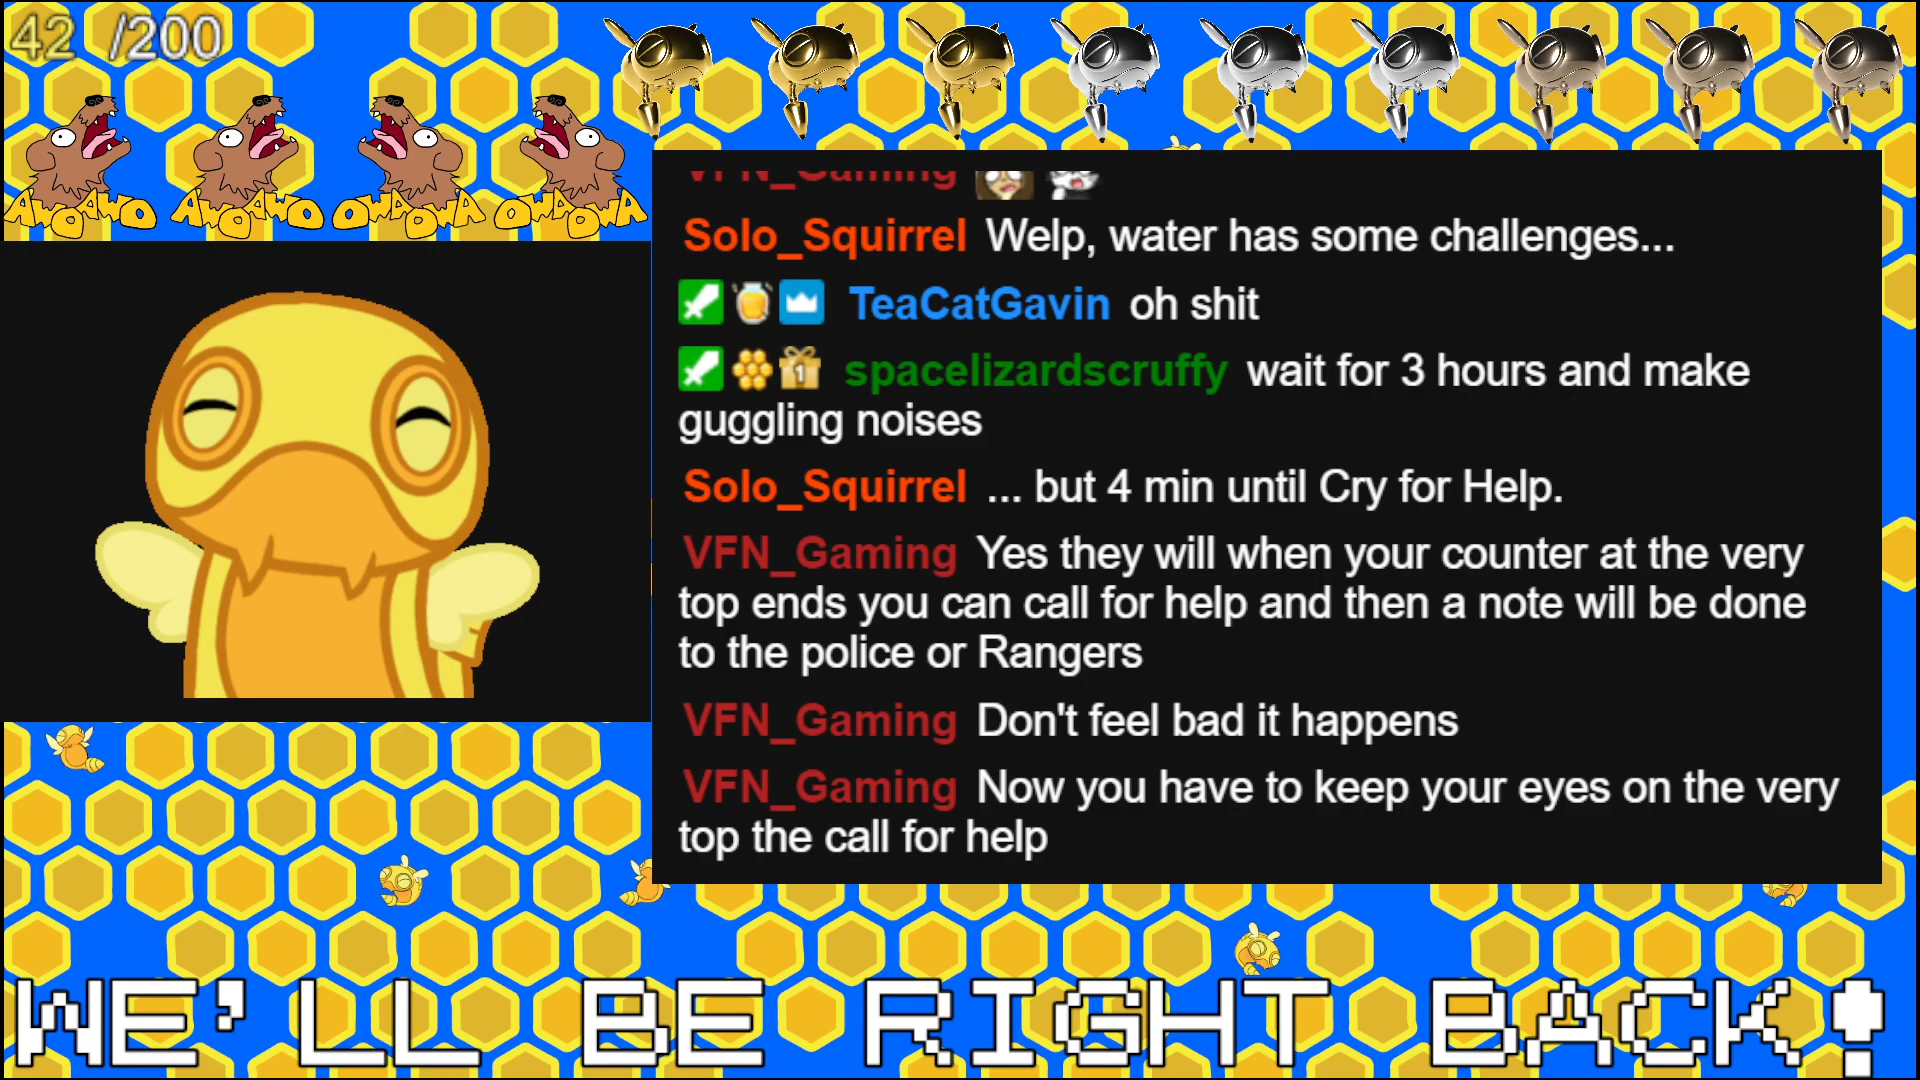 42 /200
AWOAWO AWOAWO OWAOWA OWAOWA
VFN_Gaming
Solo_Squirrel Welp, water has some challenges...
TeaCatGavin oh shit
1 spacelizardscruffy wait for 3 hours and make
guggling noises
Solo_Squirrel ... but 4 min until Cry for Help.
VFN_Gaming Yes they will when your counter at the very
top ends you can call for help and then a note will be done
to the police or Rangers
VFN_Gaming Don't feel bad it happens
VFN_Gaming Now you have to keep your eyes on the very
top the call for help
WE'LL BE RIGHT BACK!